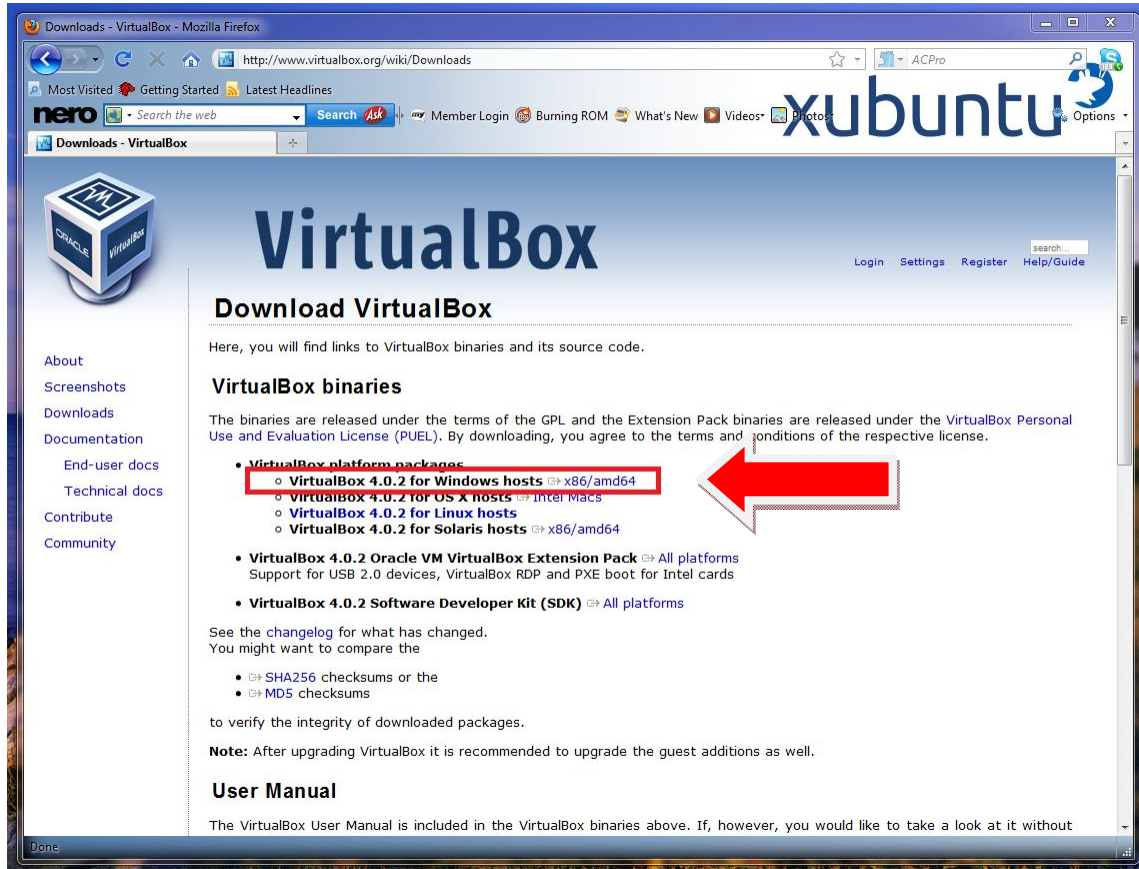 Downloads - VirtualBox - Mozilla Firefox
http://www.virtualbox.org/wiki/Downloads
ACPro
Most Visited Getting Started Latest Headlines
nero Search the web Search Ask Member Login Burning ROM What's New Videos Photos Options
xubuntu
Downloads - VirtualBox
ORACLE VirtualBox
VirtualBox
search...
Login Settings Register Help/Guide
Download VirtualBox
Here, you will find links to VirtualBox binaries and its source code.
About
Screenshots
Downloads
Documentation
End-user docs
Technical docs
Contribute
Community
VirtualBox binaries
The binaries are released under the terms of the GPL and the Extension Pack binaries are released under the VirtualBox Personal
Use and Evaluation License (PUEL). By downloading, you agree to the terms and conditions of the respective license.
• VirtualBox platform packages
VirtualBox 4.0.2 for Windows hosts x86/amd64
VirtualBox 4.0.2 for OS X hosts Intel Macs
VirtualBox 4.0.2 for Linux hosts
VirtualBox 4.0.2 for Solaris hosts x86/amd64
• VirtualBox 4.0.2 Oracle VM VirtualBox Extension Pack All platforms
Support for USB 2.0 devices, VirtualBox RDP and PXE boot for Intel cards
• VirtualBox 4.0.2 Software Developer Kit (SDK) All platforms
See the changelog for what has changed.
You might want to compare the
• SHA256 checksums or the
• MD5 checksums
to verify the integrity of downloaded packages.
Note: After upgrading VirtualBox it is recommended to upgrade the guest additions as well.
User Manual
The VirtualBox User Manual is included in the VirtualBox binaries above. If, however, you would like to take a look at it without
Done